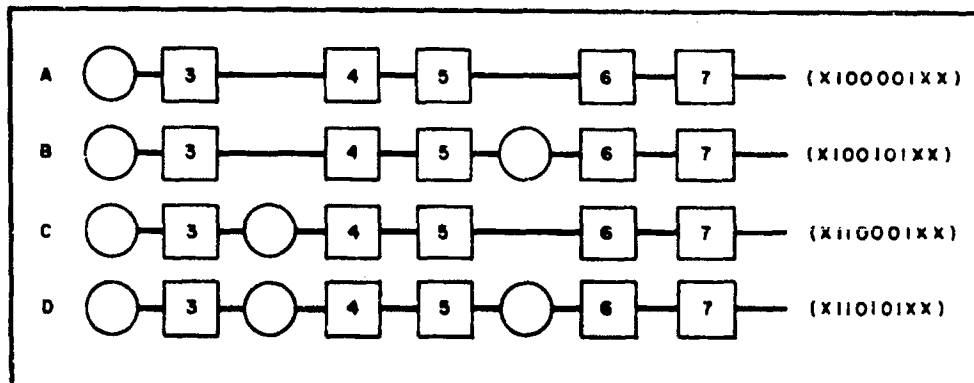 A 3 4 5 6 7 (X100001XX)
B 3 4 5 6 7 (X100101XX)
C 3 4 5 6 7 (X110001XX)
D 3 4 5 6 7 (X110101XX)